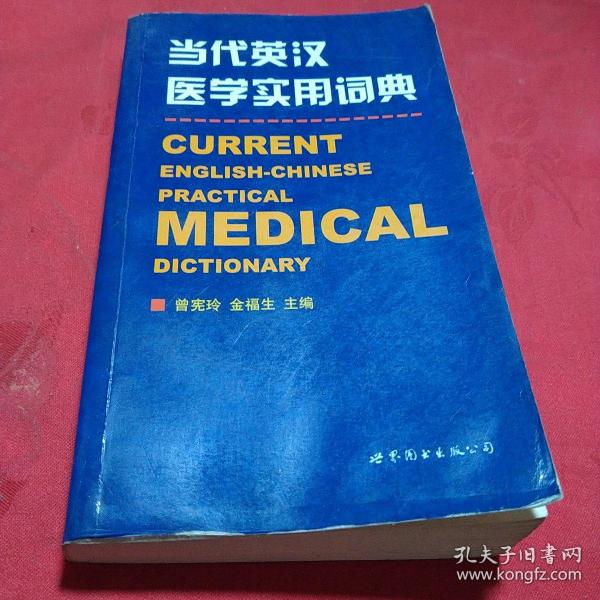 当代英汉
医学实用词典
CURRENT
ENGLISH-CHINESE
PRACTICAL
MEDICAL
DICTIONARY
曾宪玲 金福生 主编
世界图书出版公司
孔夫子旧书网
www.kongfz.com